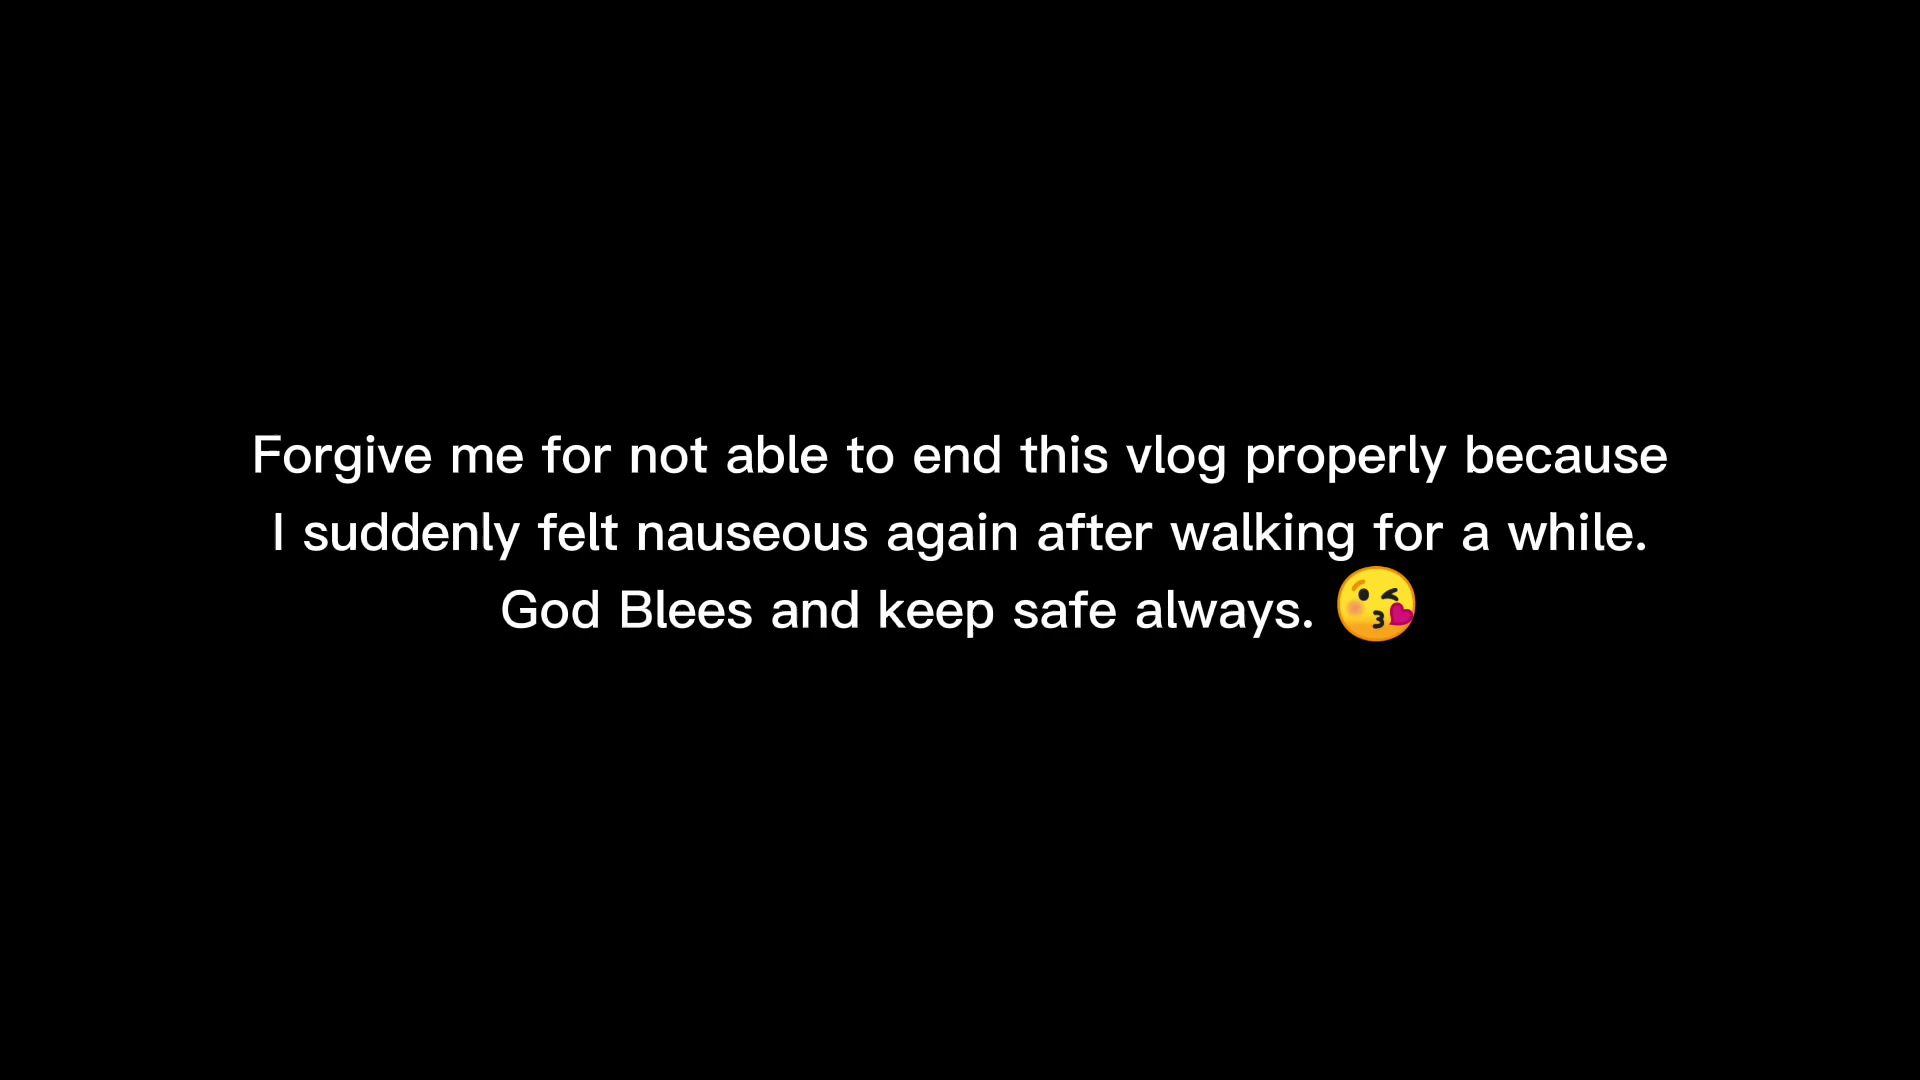 Forgive me for not able to end this vlog properly because
I suddenly felt nauseous again after walking for a while.
God Blees and keep safe always. 😘